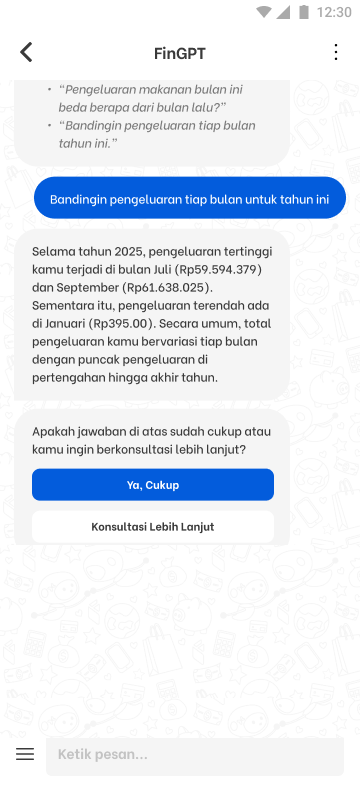 12:30
FinGPT
• “Pengeluaran makanan bulan ini
beda berapa dari bulan lalu?”
• “Bandingin pengeluaran tiap bulan
tahun ini.”
Bandingin pengeluaran tiap bulan untuk tahun ini
Selama tahun 2025, pengeluaran tertinggi
kamu terjadi di bulan Juli (Rp59.594.379)
dan September (Rp61.638.025).
Sementara itu, pengeluaran terendah ada
di Januari (Rp395.00). Secara umum, total
pengeluaran kamu bervariasi tiap bulan
dengan puncak pengeluaran di
pertengahan hingga akhir tahun.
Apakah jawaban di atas sudah cukup atau
kamu ingin berkonsultasi lebih lanjut?
Ya, Cukup
Konsultasi Lebih Lanjut
Ketik pesan...